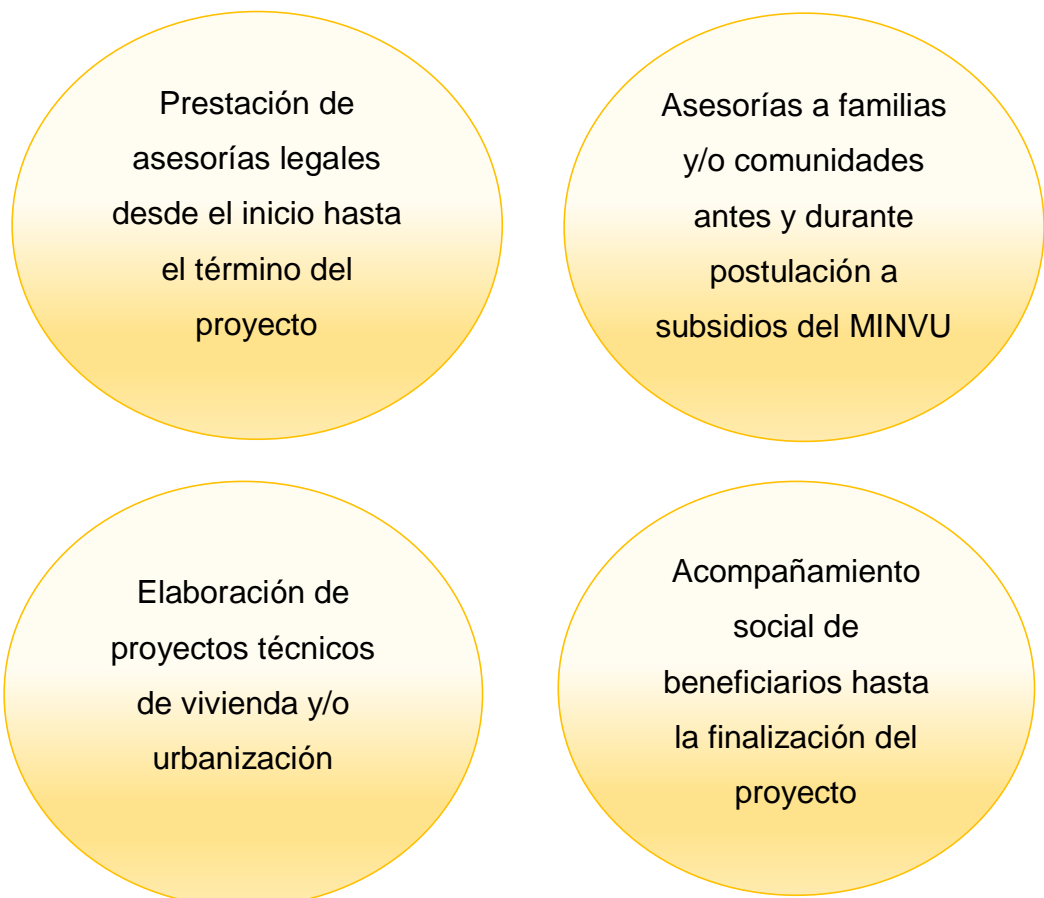 Prestación de
asesorías legales
desde el inicio hasta
el término del
proyecto
Asesorías a familias
y/o comunidades
antes y durante
postulación a
subsidios del MINVU
Elaboración de
proyectos técnicos
de vivienda y/o
urbanización
Acompañamiento
social de
beneficiarios hasta
la finalización del
proyecto